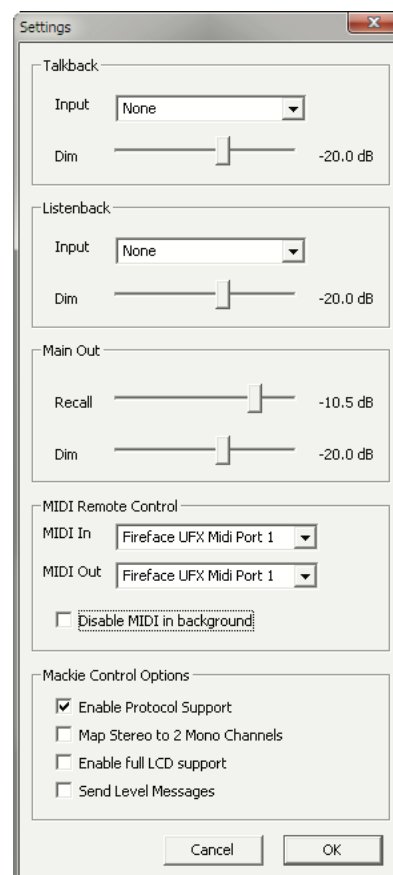 Settings
Talkback
Input None
Dim -20.0 dB
Listenback
Input None
Dim -20.0 dB
Main Out
Recall -10.5 dB
Dim -20.0 dB
MIDI Remote Control
MIDI In Fireface UFX Midi Port 1
MIDI Out Fireface UFX Midi Port 1
Disable MIDI in background
Mackie Control Options
Enable Protocol Support
Map Stereo to 2 Mono Channels
Enable full LCD support
Send Level Messages
Cancel OK